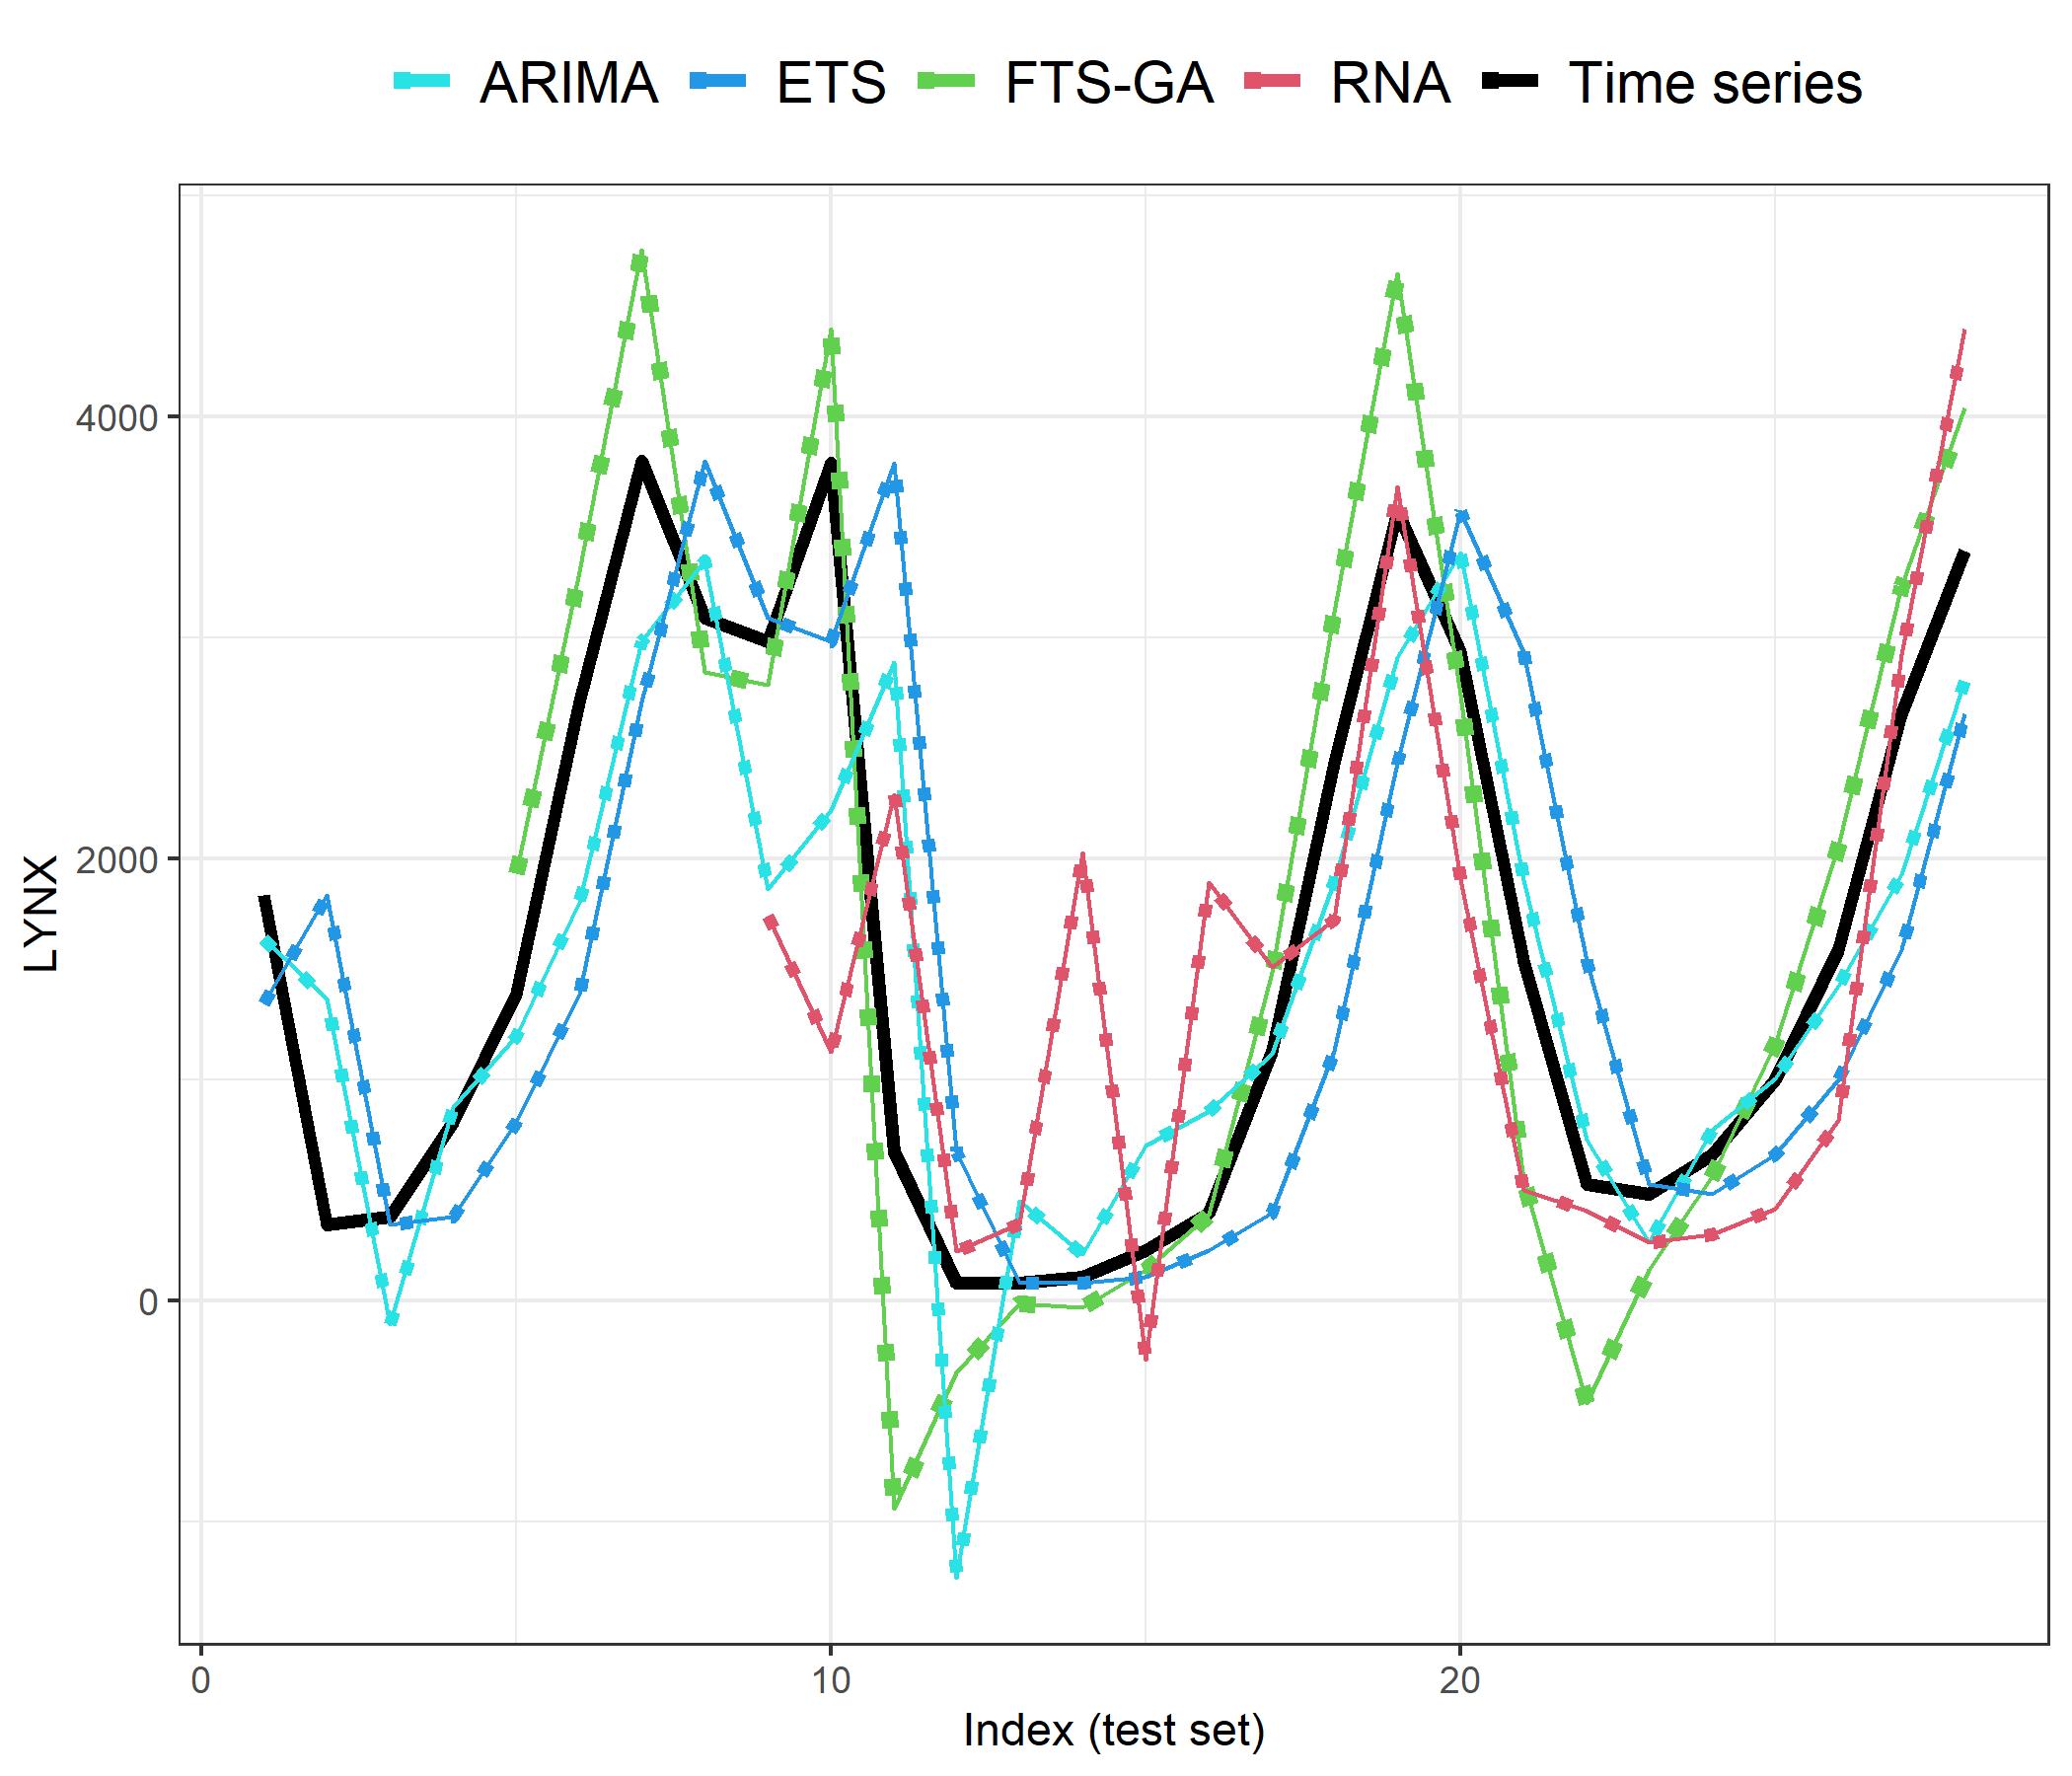 ARIMA ETS FTS-GA RNA Time series
4000
2000
0
LYNX
0 10 20
Index (test set)